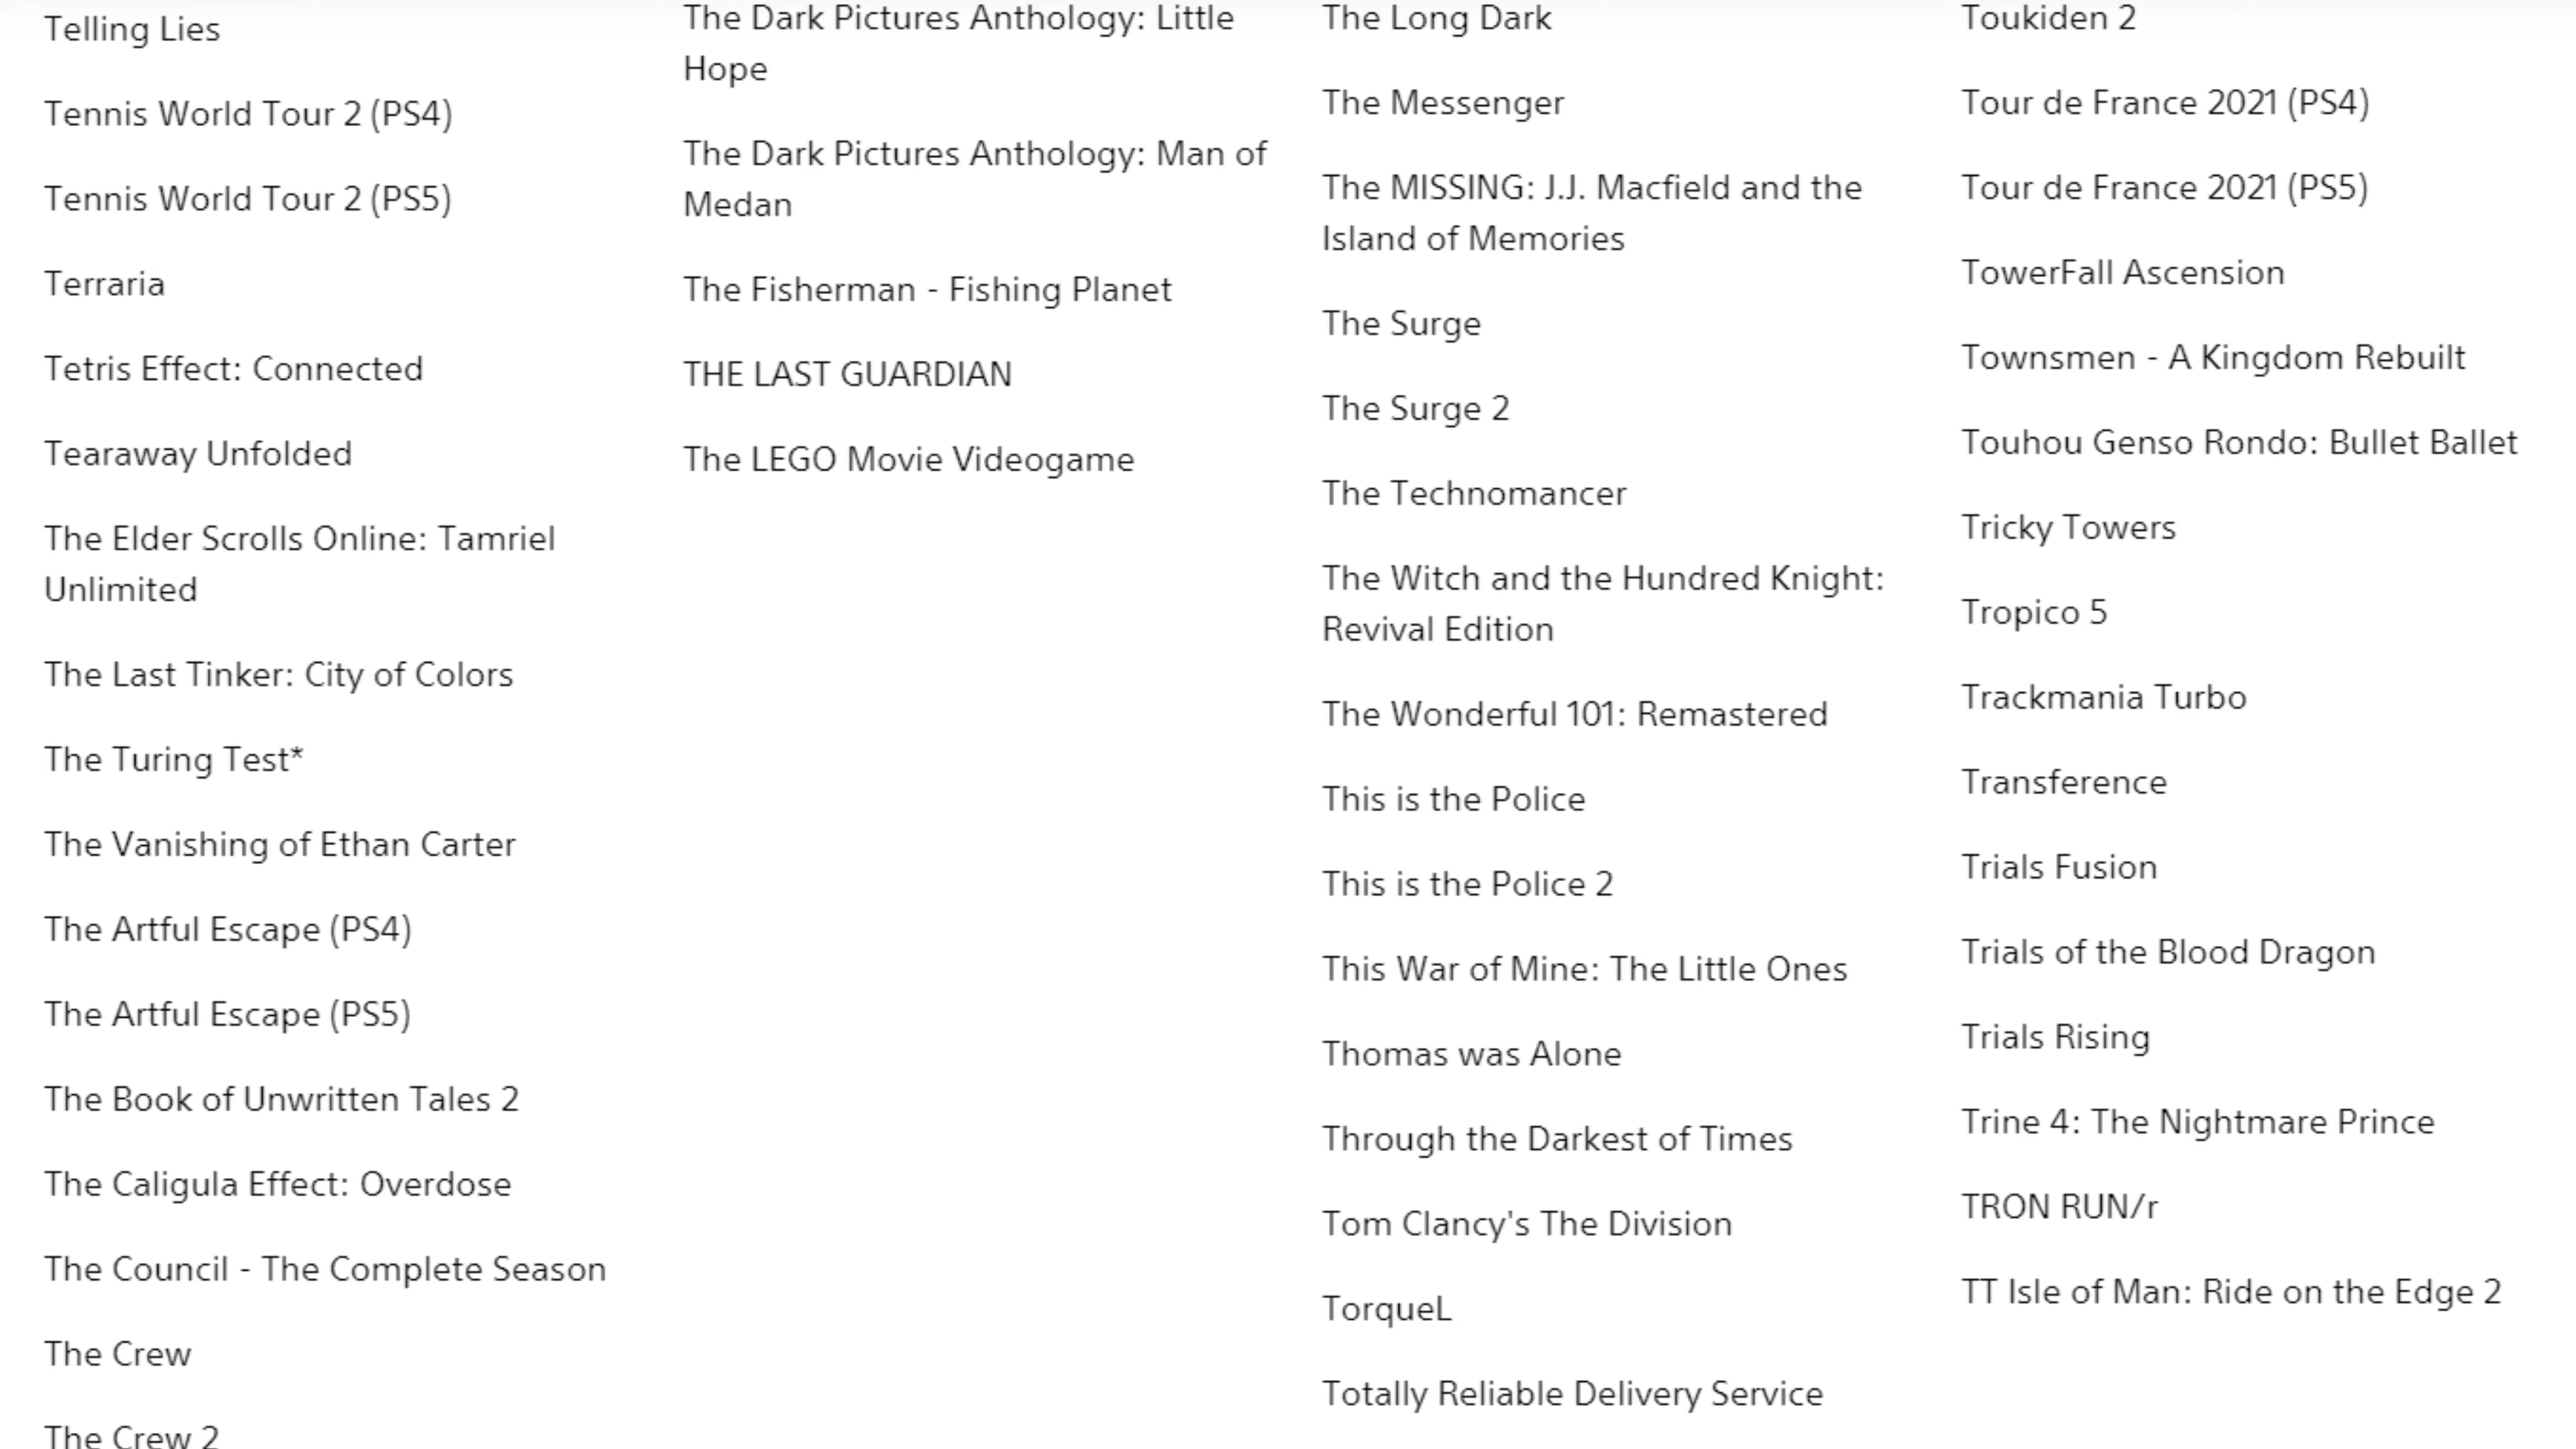 Telling Lies
Tennis World Tour 2 (PS4)
Tennis World Tour 2 (PS5)
Terraria
Tetris Effect: Connected
Tearaway Unfolded
The Elder Scrolls Online: Tamriel
Unlimited
The Last Tinker: City of Colors
The Turing Test*
The Vanishing of Ethan Carter
The Artful Escape (PS4)
The Artful Escape (PS5)
The Book of Unwritten Tales 2
The Caligula Effect: Overdose
The Council - The Complete Season
The Crew
The Crew 2
The Dark Pictures Anthology: Little
Hope
The Dark Pictures Anthology: Man of
Medan
The Fisherman - Fishing Planet
THE LAST GUARDIAN
The LEGO Movie Videogame
The Long Dark
The Messenger
The MISSING: J.J. Macfield and the
Island of Memories
The Surge
The Surge 2
The Technomancer
The Witch and the Hundred Knight:
Revival Edition
The Wonderful 101: Remastered
This is the Police
This is the Police 2
This War of Mine: The Little Ones
Thomas was Alone
Through the Darkest of Times
Tom Clancy's The Division
TorqueL
Totally Reliable Delivery Service
Toukiden 2
Tour de France 2021 (PS4)
Tour de France 2021 (PS5)
TowerFall Ascension
Townsmen - A Kingdom Rebuilt
Touhou Genso Rondo: Bullet Ballet
Tricky Towers
Tropico 5
Trackmania Turbo
Transference
Trials Fusion
Trials of the Blood Dragon
Trials Rising
Trine 4: The Nightmare Prince
TRON RUN/r
TT Isle of Man: Ride on the Edge 2